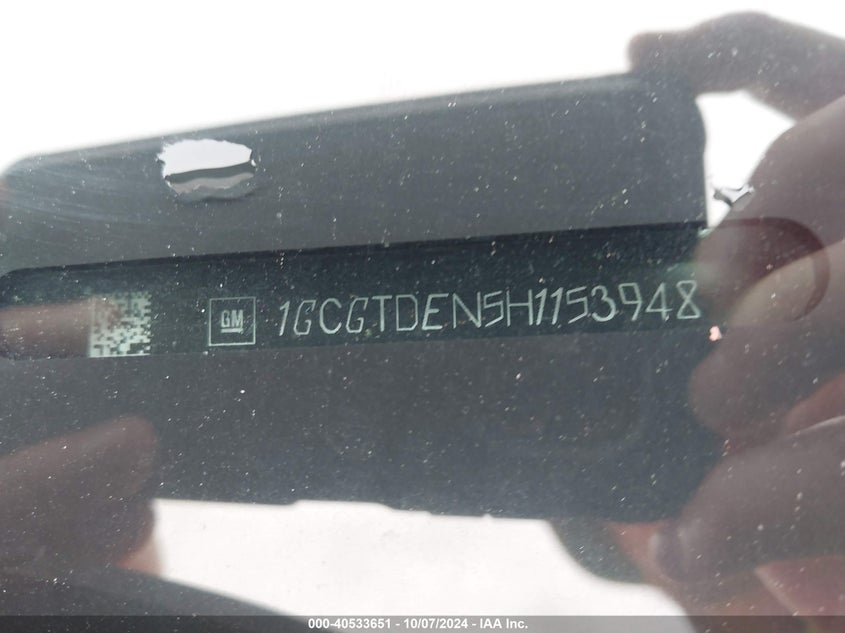 GM 1GCGTDEN5H1153948
000-40533651 - 10/07/2024 - IAA Inc.